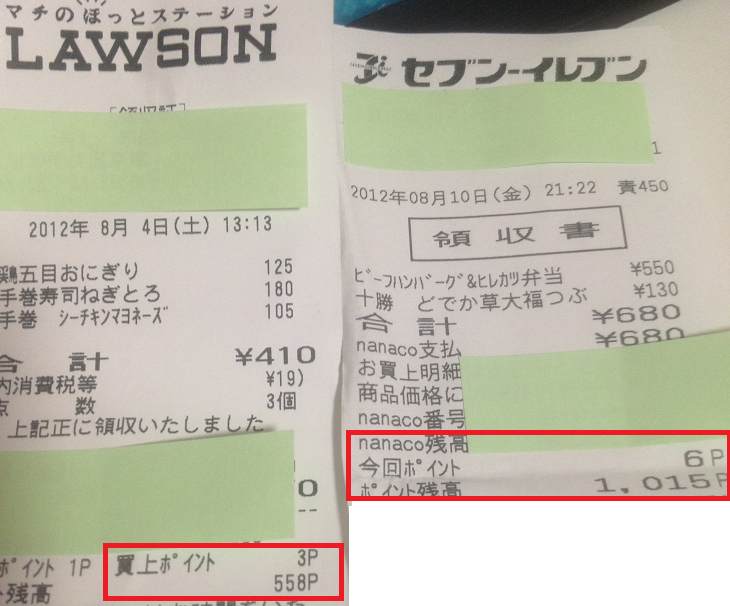 マチのほっとステーション
LAWSON
2012年 8月 4日(土) 13:13
鶏五目おにぎり 125
手巻寿司ねぎとろ 180
手巻 シーチキンマヨネーズ 105
合 計 ¥410
内消費税等 ¥19)
点 数 3個
上記正に領収いたしました
0
ポイント 1P 買上ポイント 3P
残高 558P
セブン-イレブン
1
2012年08月10日(金) 21:22 責450
領 収 書
ビーフハンバーグ&ヒレカツ弁当 ¥550
十勝 どでか草大福つぶ ¥130
合 計 ¥680
nanaco支払 ¥680
お買上明細
商品価格に
nanaco番号
nanaco残高
今回ポイント 6P
ポイント残高 1,015P